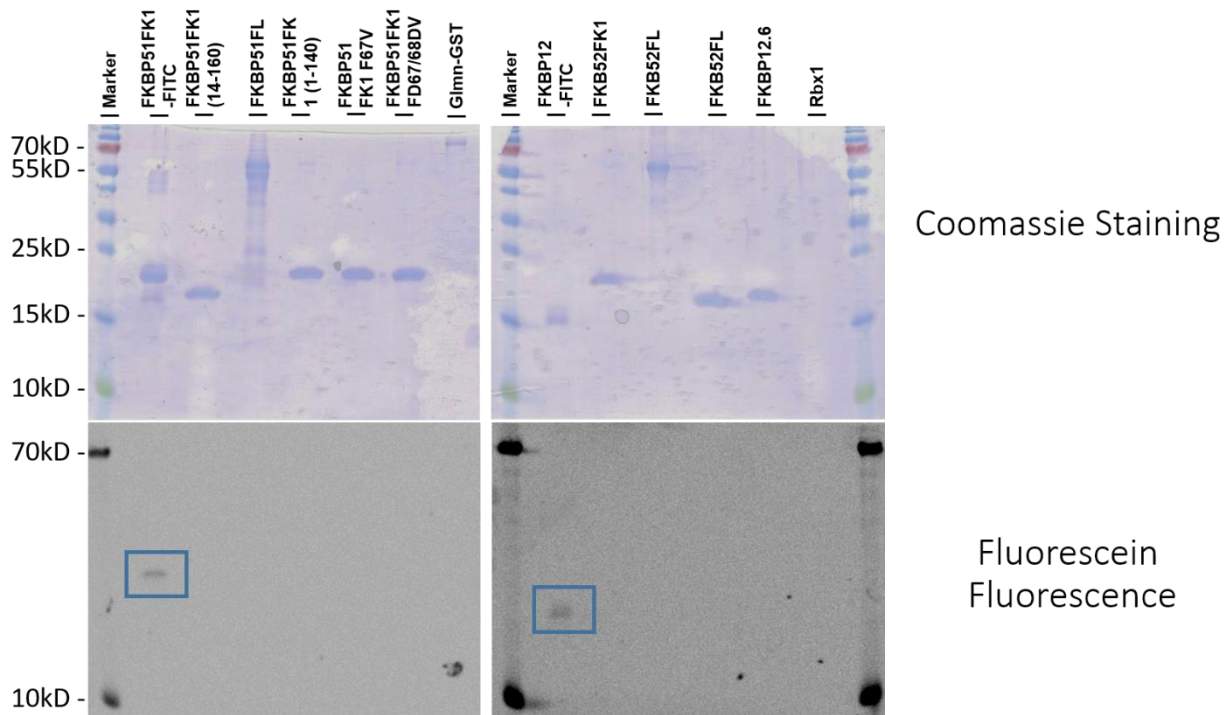 | Marker
FKBP51FK1
| -FITC
FKBP51FK1
| (14-160)
| FKBP51FL
FKBP51FK
| 1 (1-140)
FKBP51
| FK1 F67V
FKBP51FK1
| FD67/68DV
| Glmn-GST
| Marker
FKBP12
| -FITC
| FKB52FK1
| FKB52FL
| FKB52FL
| FKBP12.6
| Rbx1
70kD -
55kD -
25kD -
15kD -
10kD -
Coomassie Staining
70kD -
10kD -
Fluorescein
Fluorescence